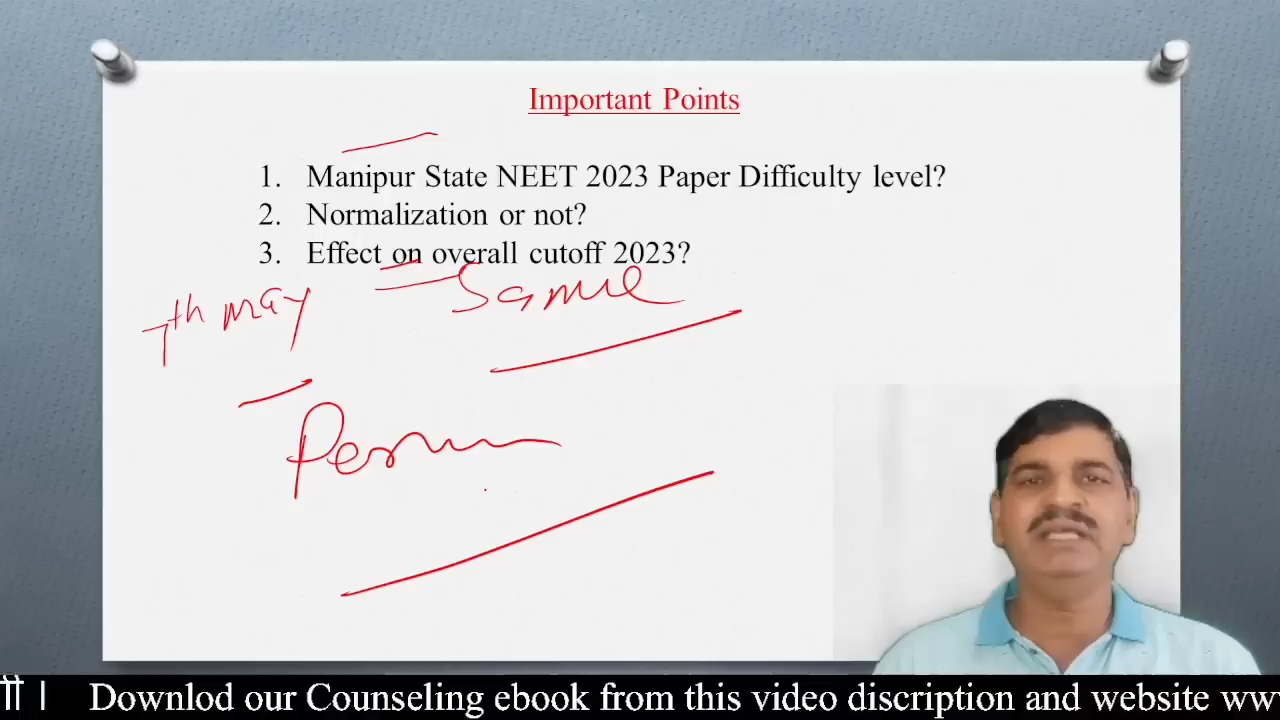 Important Points
1. Manipur State NEET 2023 Paper Difficulty level?
2. Normalization or not?
3. Effect on overall cutoff 2023?
7th may
Same
ी । Downlod our Counseling ebook from this video discription and website ww